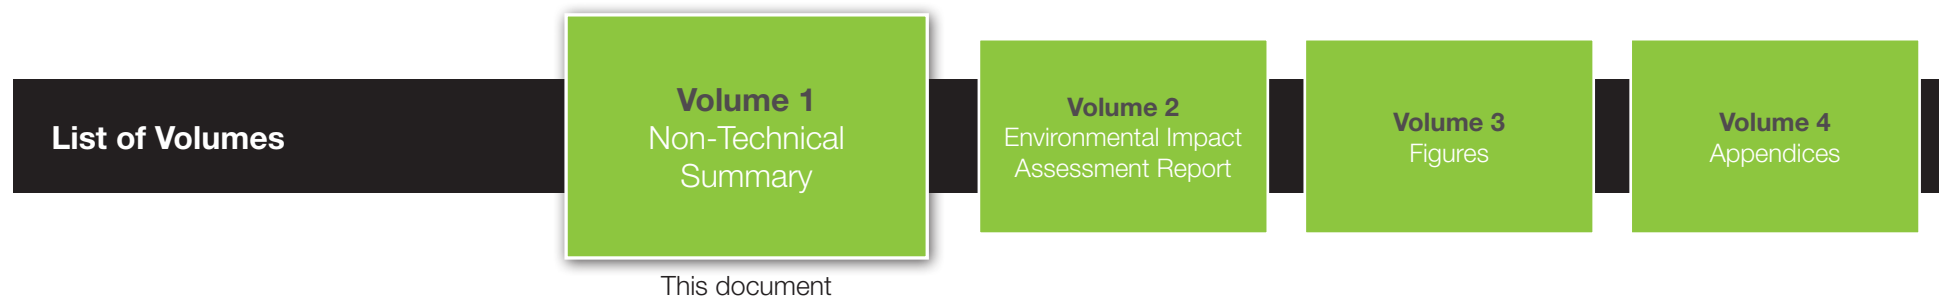 List of Volumes
Volume 1
Non-Technical
Summary
This document
Volume 2
Environmental Impact
Assessment Report
Volume 3
Figures
Volume 4
Appendices